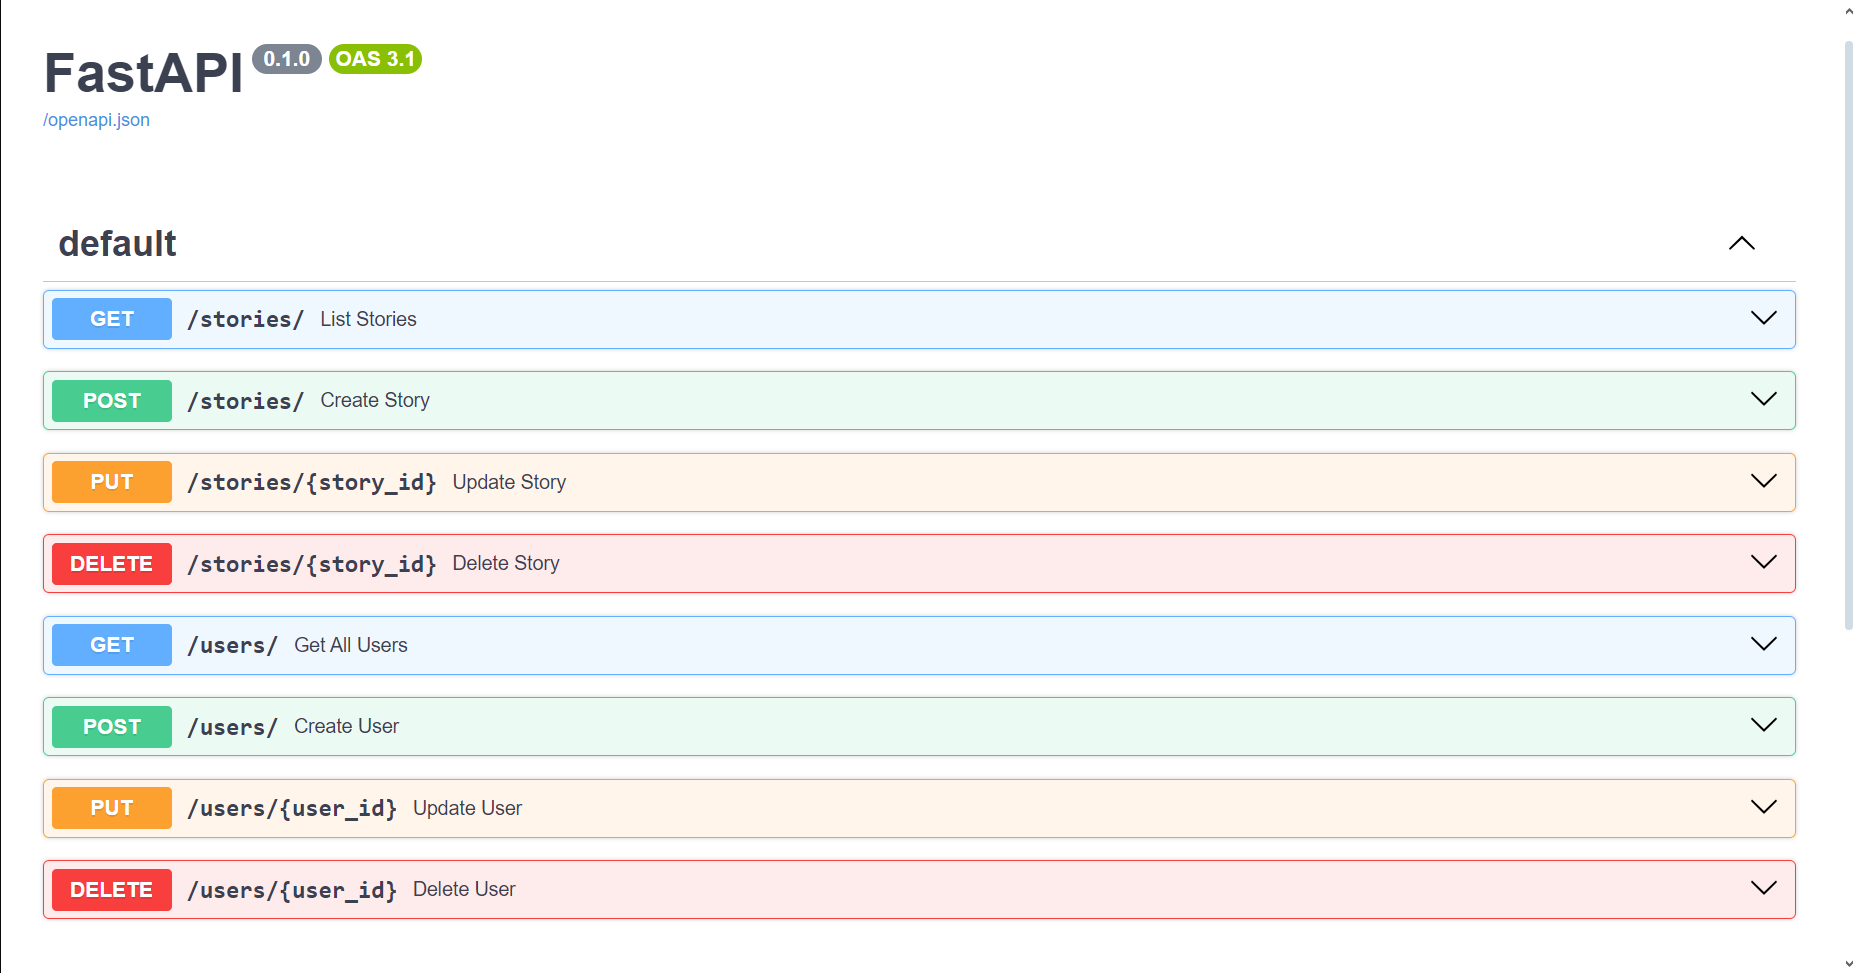 FastAPI 0.1.0 OAS 3.1
/openapi.json
default
GET /stories/ List Stories
POST /stories/ Create Story
PUT /stories/{story_id} Update Story
DELETE /stories/{story_id} Delete Story
GET /users/ Get All Users
POST /users/ Create User
PUT /users/{user_id} Update User
DELETE /users/{user_id} Delete User